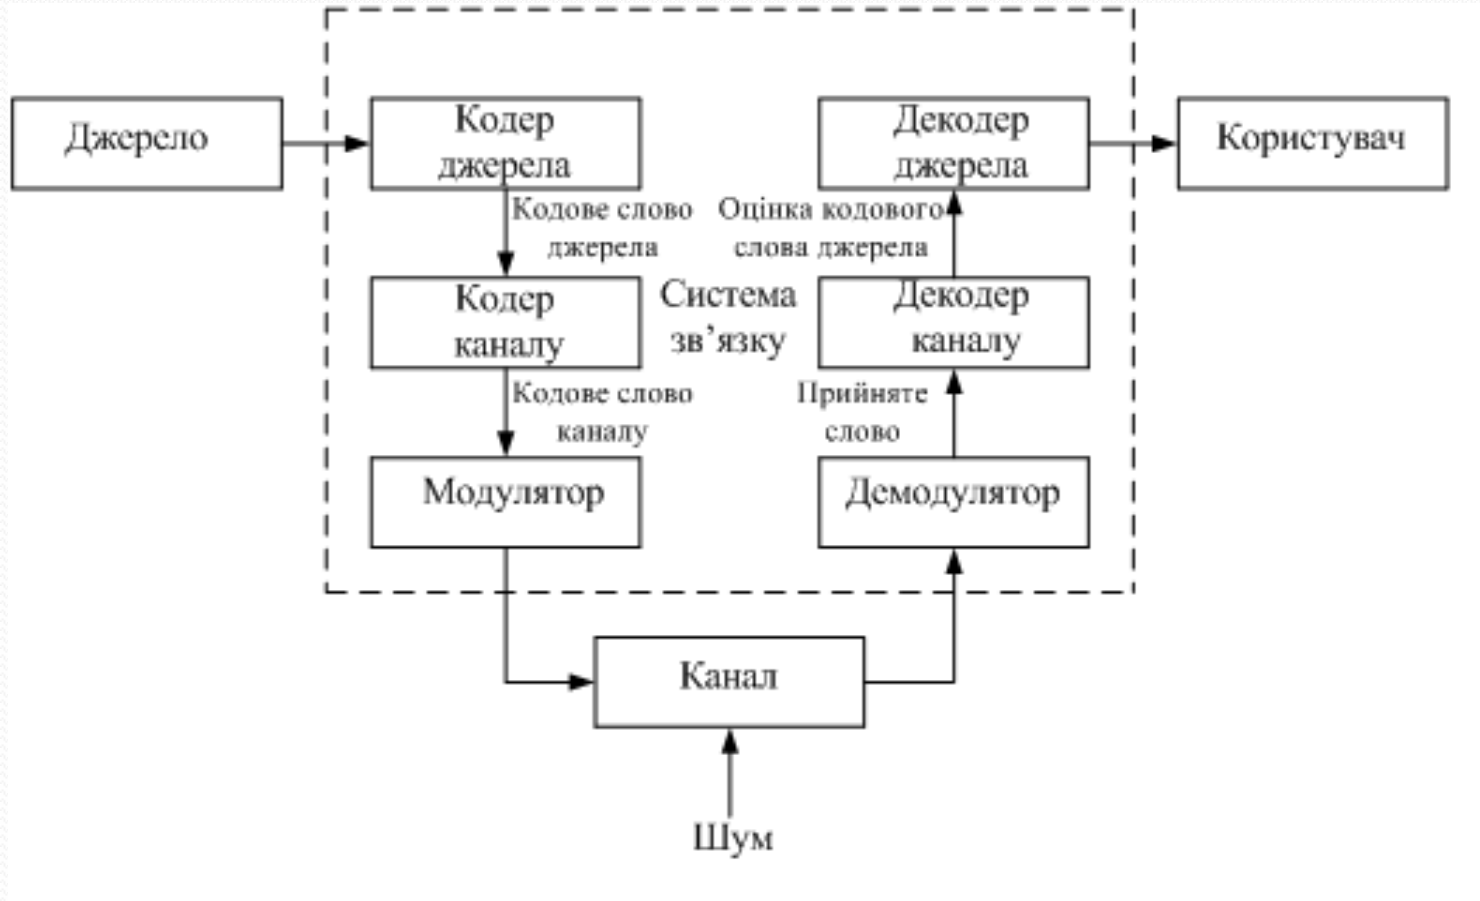 Джерело
Кодер
джерела
Декодер
джерела
Користувач
Кодове слово
джерела
Оцінка кодового
слова джерела
Кодер
каналу
Система
зв’язку
Декодер
каналу
Кодове слово
каналу
Прийняте
слово
Модулятор
Демодулятор
Канал
Шум